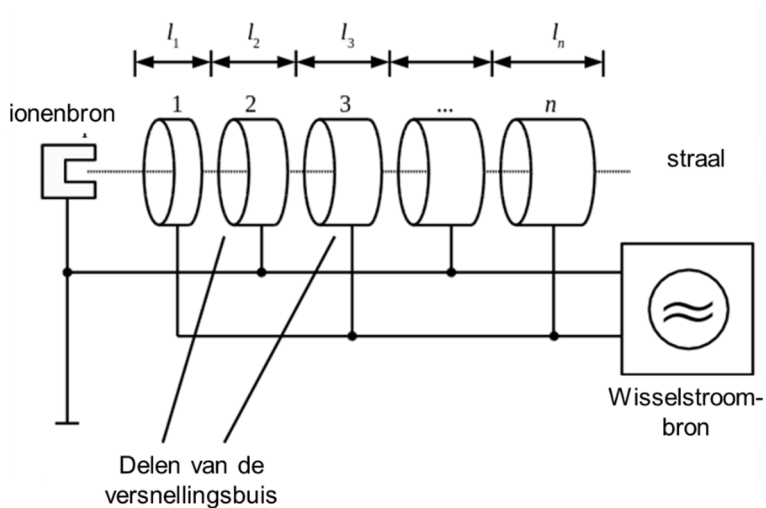 l1 l2 l3 ln
1 2 3 ... n
ionenbron
straal
Wisselstroom-
bron
Delen van de
versnellingsbuis